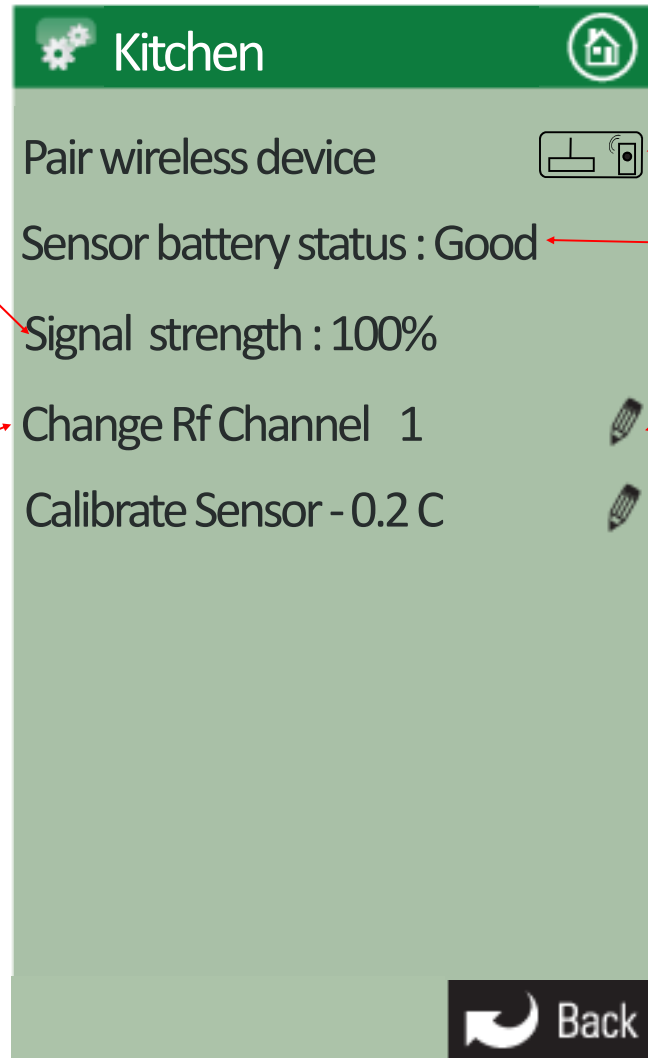 Kitchen
Pair wireless device
Sensor battery status : Good
Signal strength : 100%
Change Rf Channel 1
Calibrate Sensor - 0.2 C
Back